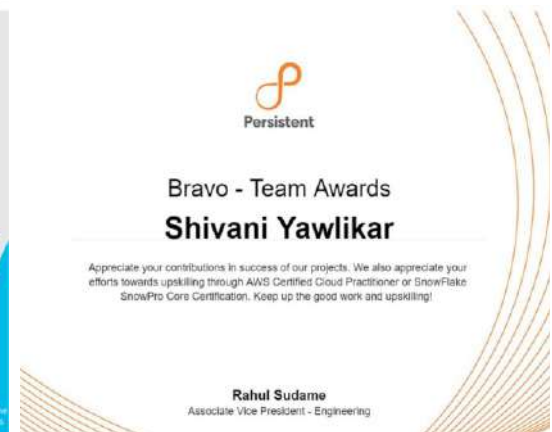 Persistent
Bravo - Team Awards
Shivani Yawlikar
Appreciate your contributions in success of our projects. We also appreciate your
efforts towards upskilling through AWS Certified Cloud Practitioner or SnowFlake
SnowPro Core Certification. Keep up the good work and upskilling!
Rahul Sudame
Associate Vice President - Engineering